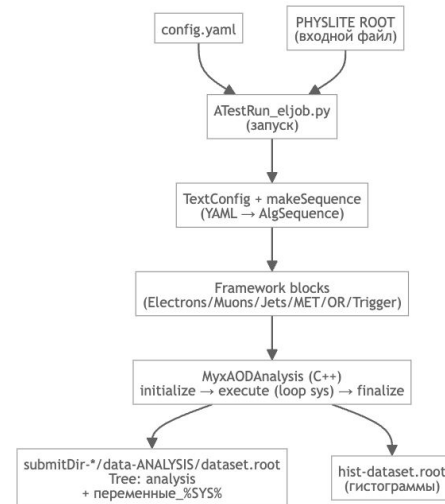 config.yaml
PHYSLITE ROOT
(входной файл)
ATestRun_eljob.py
(запуск)
TextConfig + makeSequence
(YAML → AlgSequence)
Framework blocks
(Electrons/Muons/Jets/MET/OR/Trigger)
MyxAODAnalysis (C++)
initialize → execute (loop sys) → finalize
submitDir-*/data-ANALYSIS/dataset.root
Tree: analysis
+ переменные_%SYS%
hist-dataset.root
(гистограммы)